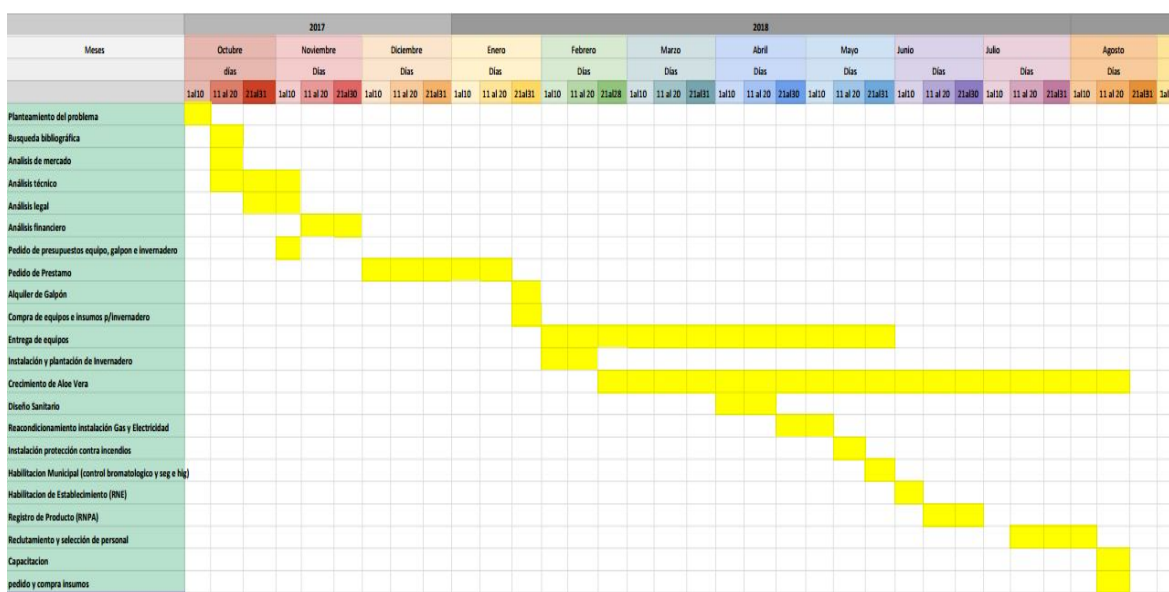 2017 2018
Meses Octubre Noviembre Diciembre Enero Febrero Marzo Abril Mayo Junio Julio Agosto
días Días Días Días Días Días Días Días Días Días Días
1al10 11 al 20 21al31 1al10 11 al 20 21al30 1al10 11 al 20 21al31 1al10 11 al 20 21al31 1al10 11 al 20 21al28 1al10 11 al 20 21al31 1al10 11 al 20 21al30 1al10 11 al 20 21al31 1al10 11 al 20 21al30 1al10 11 al 20 21al31 1al10 11 al 20 21al31
Planteamiento del problema
Busqueda bibliográfica
Analisis de mercado
Análisis técnico
Análisis legal
Análisis financiero
Pedido de presupuestos equipo, galpon e invernadero
Pedido de Prestamo
Alquiler de Galpón
Compra de equipos e insumos p/invernadero
Entrega de equipos
Instalación y plantación de Invernadero
Crecimiento de Aloe Vera
Diseño Sanitario
Reacondicionamiento instalación Gas y Electricidad
Instalación protección contra incendios
Habilitacion Municipal (control bromatologico y seg e hig)
Habilitacion de Establecimiento (RNE)
Registro de Producto (RNPA)
Reclutamiento y selección de personal
Capacitacion
pedido y compra insumos